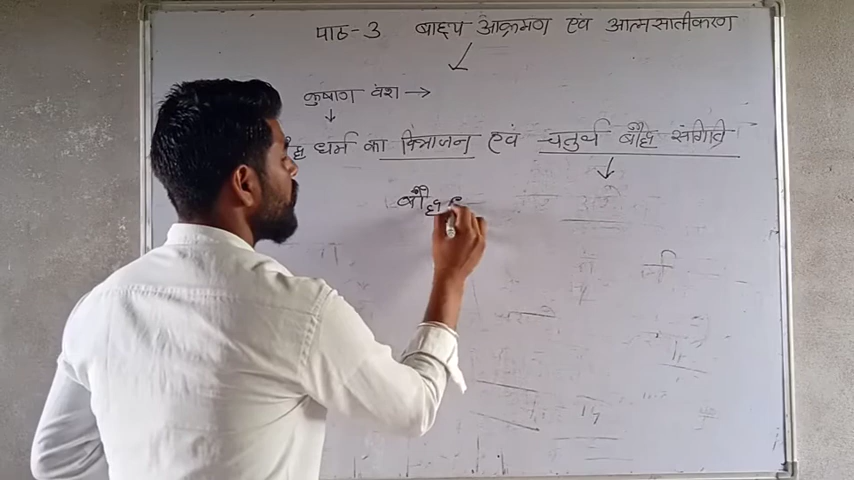 पाठ-3 बाह्य आक्रमण एवं आत्मसातीकरण
कुषाण वंश →
धर्म का विभाजन एवं चतुर्थ बौद्ध संगीति
बौद्ध